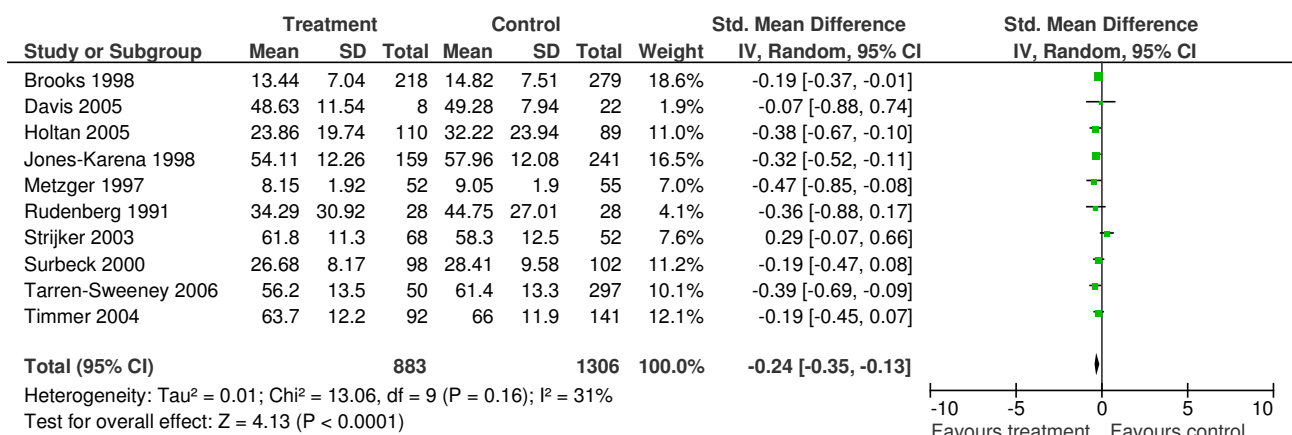 Treatment Control Std. Mean Difference Std. Mean Difference
Study or Subgroup Mean SD Total Mean SD Total Weight IV, Random, 95% CI IV, Random, 95% CI
Brooks 1998 13.44 7.04 218 14.82 7.51 279 18.6% -0.19 [-0.37, -0.01]
Davis 2005 48.63 11.54 8 49.28 7.94 22 1.9% -0.07 [-0.88, 0.74]
Holtan 2005 23.86 19.74 110 32.22 23.94 89 11.0% -0.38 [-0.67, -0.10]
Jones-Karena 1998 54.11 12.26 159 57.96 12.08 241 16.5% -0.32 [-0.52, -0.11]
Metzger 1997 8.15 1.92 52 9.05 1.9 55 7.0% -0.47 [-0.85, -0.08]
Rudenberg 1991 34.29 30.92 28 44.75 27.01 28 4.1% -0.36 [-0.88, 0.17]
Strijker 2003 61.8 11.3 68 58.3 12.5 52 7.6% 0.29 [-0.07, 0.66]
Surbeck 2000 26.68 8.17 98 28.41 9.58 102 11.2% -0.19 [-0.47, 0.08]
Tarren-Sweeney 2006 56.2 13.5 50 61.4 13.3 297 10.1% -0.39 [-0.69, -0.09]
Timmer 2004 63.7 12.2 92 66 11.9 141 12.1% -0.19 [-0.45, 0.07]
Total (95% CI) 883 1306 100.0% -0.24 [-0.35, -0.13]
Heterogeneity: Tau² = 0.01; Chi² = 13.06, df = 9 (P = 0.16); I² = 31%
Test for overall effect: Z = 4.13 (P < 0.0001)
-10 -5 0 5 10
Favours treatment Favours control